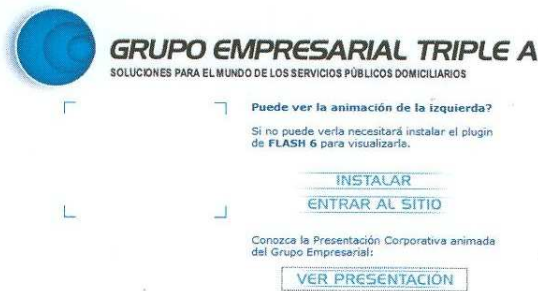 GRUPO EMPRESARIAL TRIPLE A
SOLUCIONES PARA EL MUNDO DE LOS SERVICIOS PÚBLICOS DOMICILIARIOS
Puede ver la animación de la izquierda?
Si no puede verla necesitará instalar el plugin
de FLASH 6 para visualizarla.
INSTALAR
ENTRAR AL SITIO
Conozca la Presentación Corporativa animada
del Grupo Empresarial:
VER PRESENTACIÓN